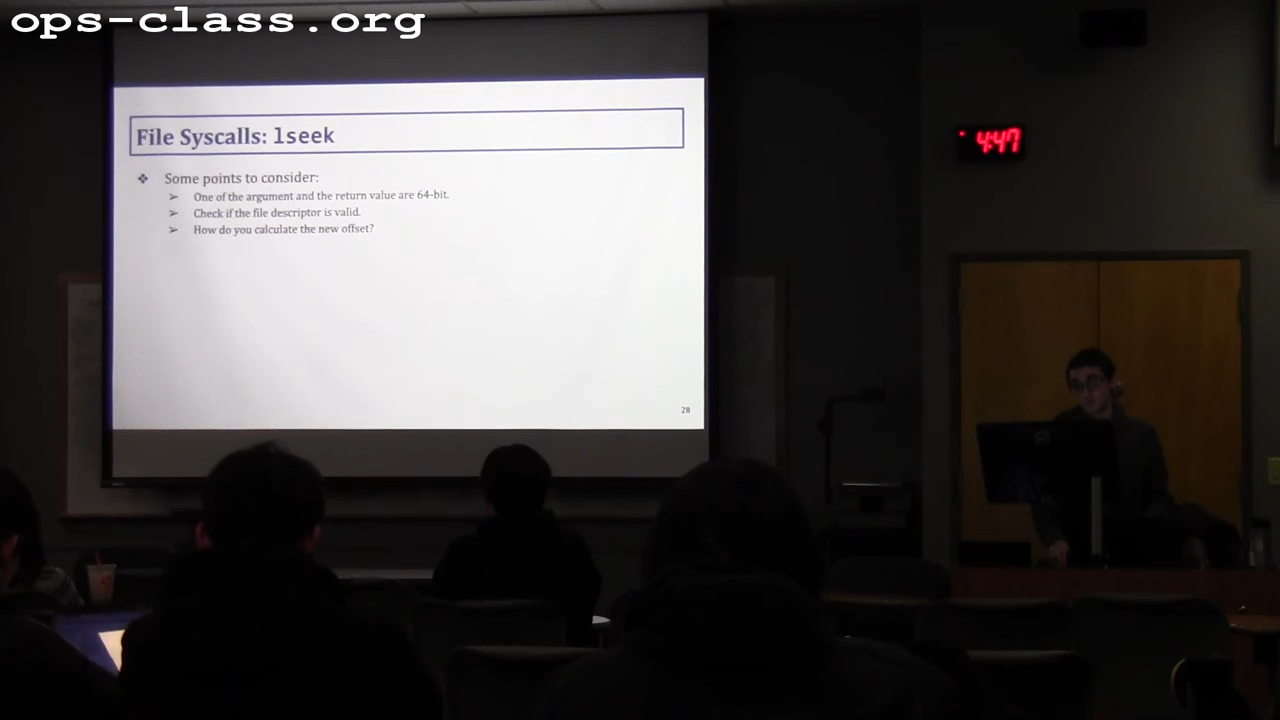 ops-class.org
File Syscalls: lseek
❖ Some points to consider:
➢ One of the argument and the return value are 64-bit.
➢ Check if the file descriptor is valid.
➢ How do you calculate the new offset?
28
4:47